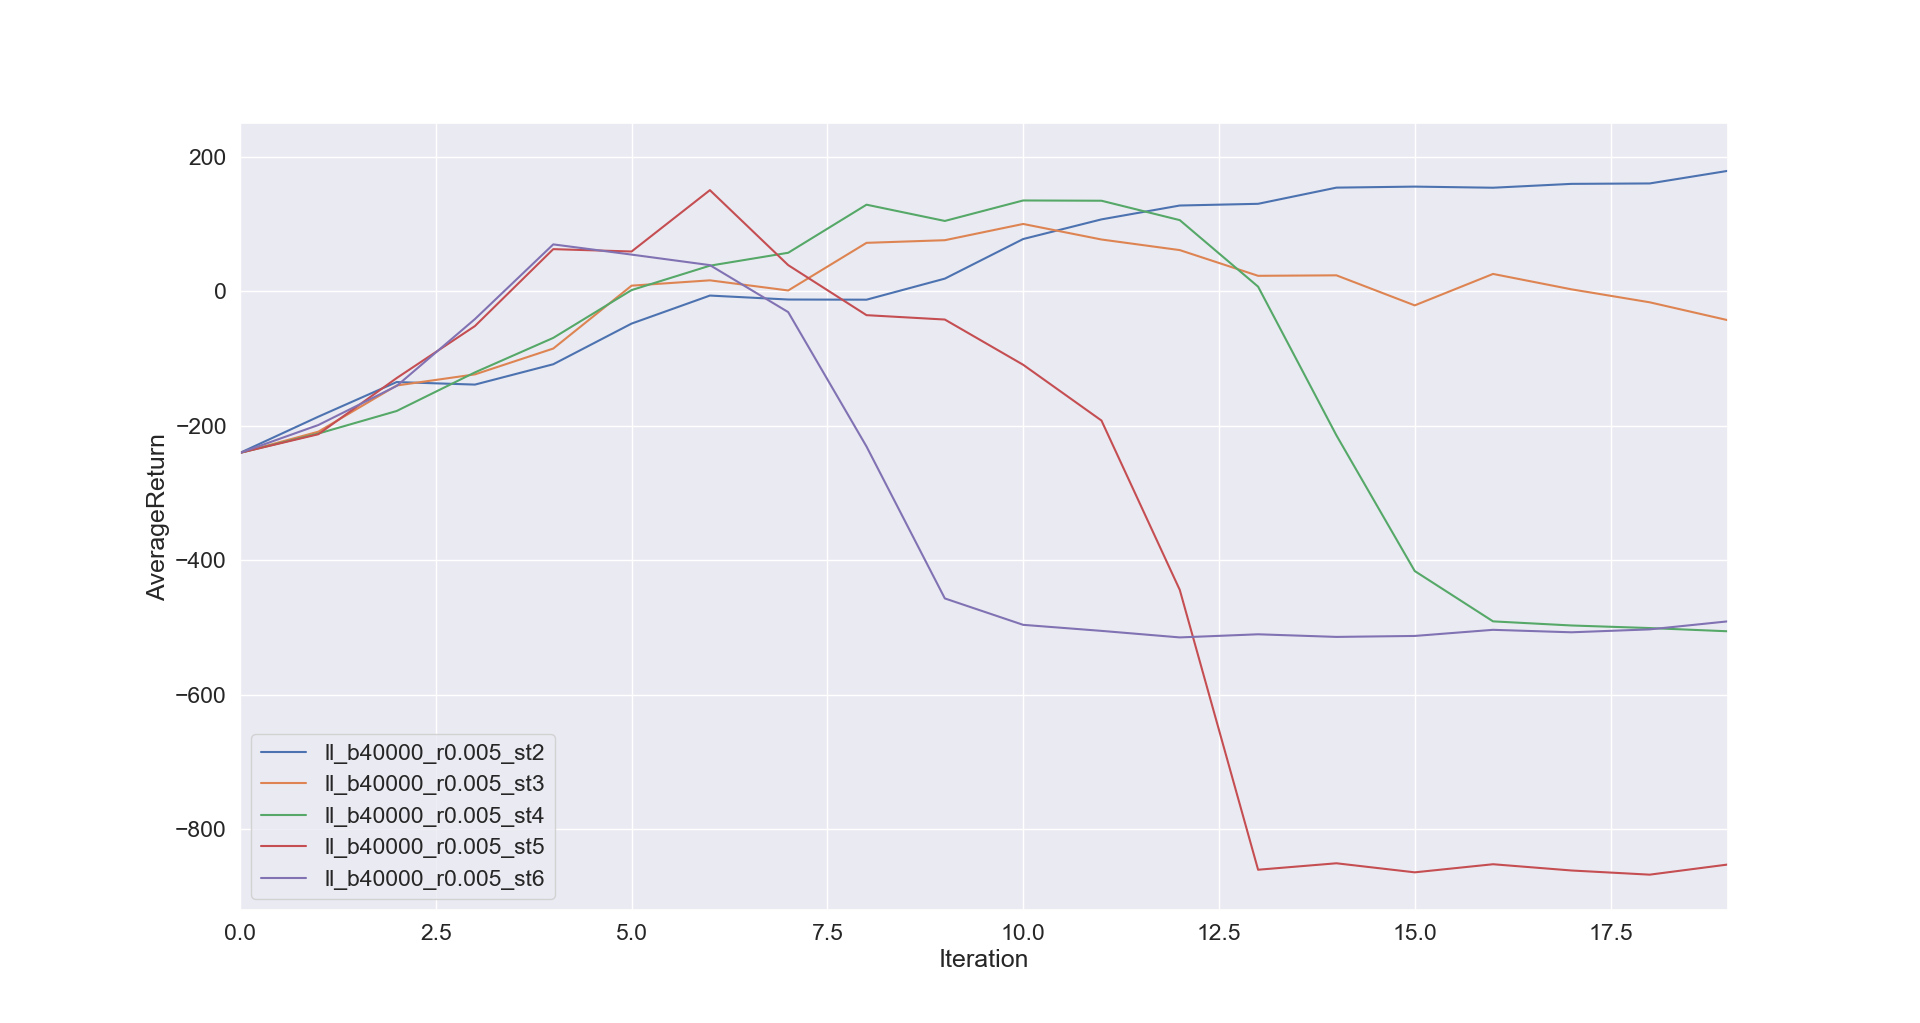 200
0
−200
−400
−600
−800
AverageReturn
ll_b40000_r0.005_st2
ll_b40000_r0.005_st3
ll_b40000_r0.005_st4
ll_b40000_r0.005_st5
ll_b40000_r0.005_st6
0.0 2.5 5.0 7.5 10.0 12.5 15.0 17.5
Iteration